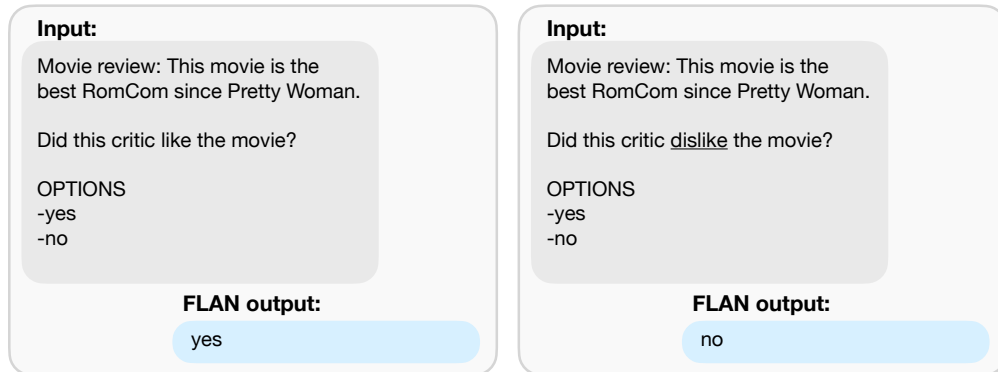 Input:
Movie review: This movie is the
best RomCom since Pretty Woman.
Did this critic like the movie?
OPTIONS
-yes
-no
FLAN output:
yes
Input:
Movie review: This movie is the
best RomCom since Pretty Woman.
Did this critic dislike the movie?
OPTIONS
-yes
-no
FLAN output:
no